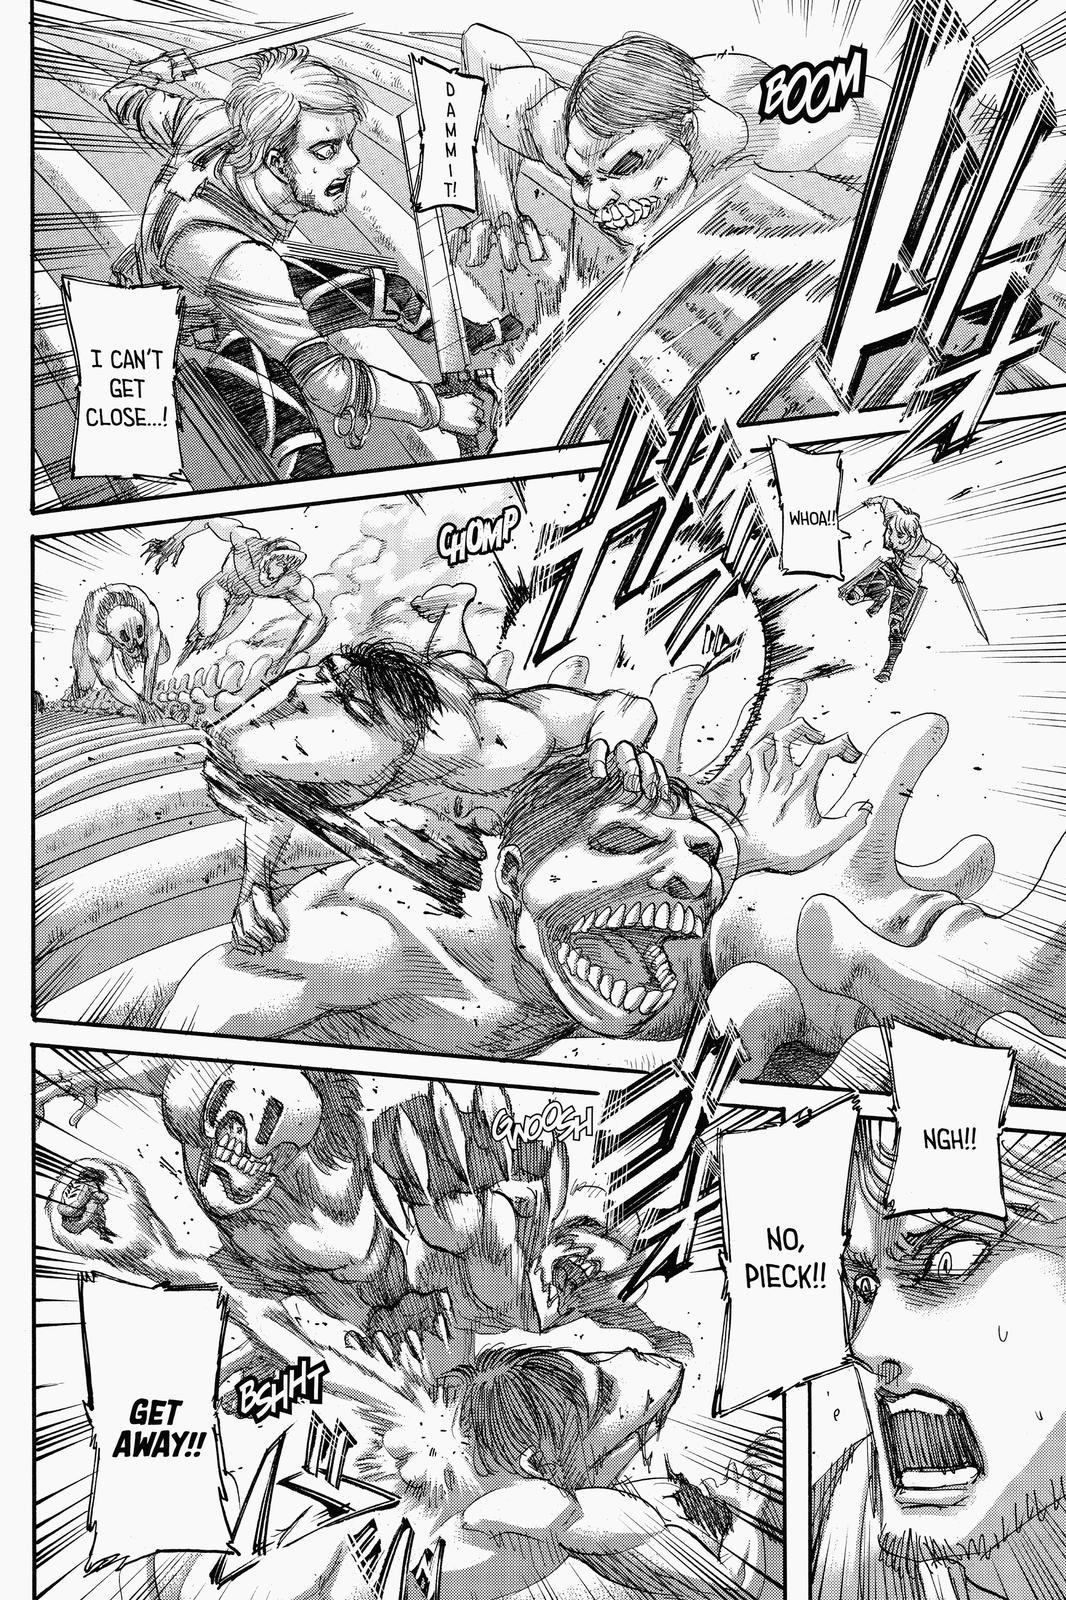 BOOM
DAMMIT!
I CAN'T
GET
CLOSE...!
WHOA!!
CHOMP
NGH!!
NO,
PIECK!!
GWOOSH
GET
AWAY!!
BSHHT